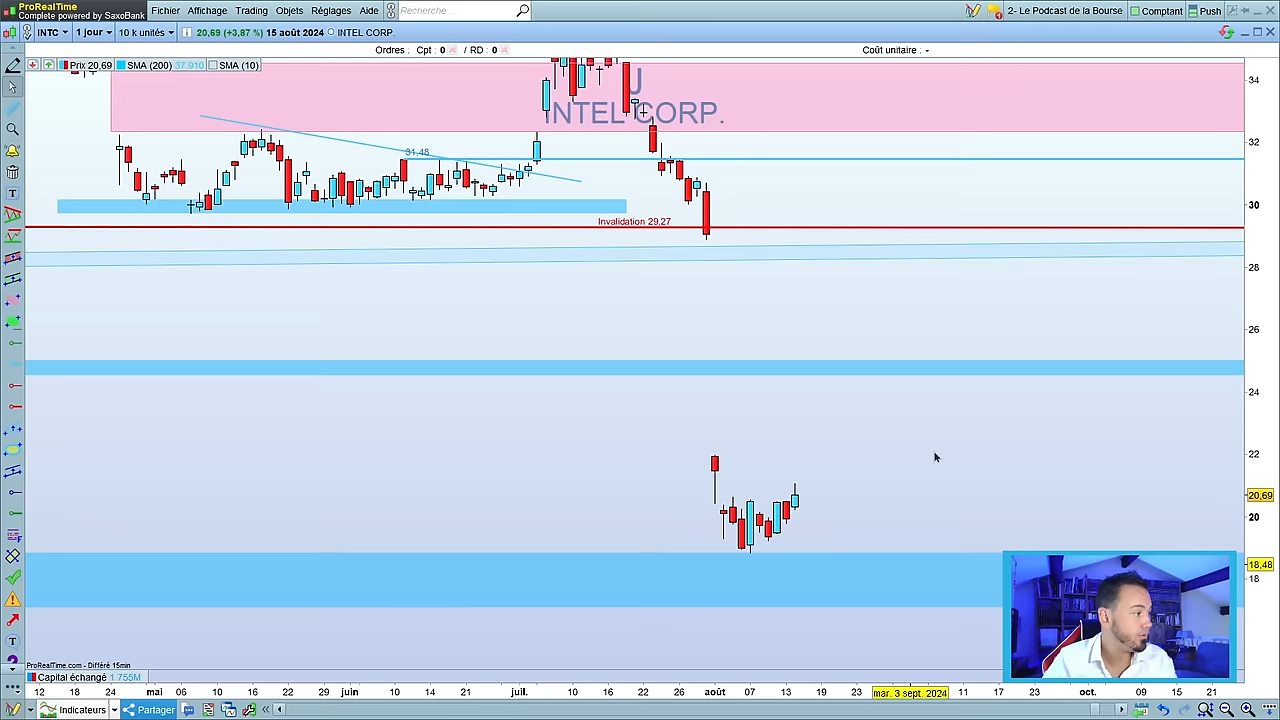 ProRealTime
Complete powered by SaxoBank
Fichier Affichage Trading Objets Réglages Aide Recherche ... 2- Le Podcast de la Bourse Comptant Push
INTC 1 jour 10 k unités 20,69 (+3,87 %) 15 août 2024 INTEL CORP.
Ordres : Cpt : 0 / RD : 0 Coût unitaire : -
Prix 20,69 SMA (200) 37.910 SMA (10)
J
INTEL CORP.
34
32
31,48
30
Invalidation 29,27
28
26
24
22
20,69
20
18,48
18
ProRealTime.com - Différé 15min
Capital échangé 1 755M
12 18 24 mai 06 10 16 22 29 juin 10 14 21 juil. 10 16 22 26 août 07 13 19 23 mar. 3 sept. 2024 11 17 23 oct. 09 15 21
Indicateurs Partager